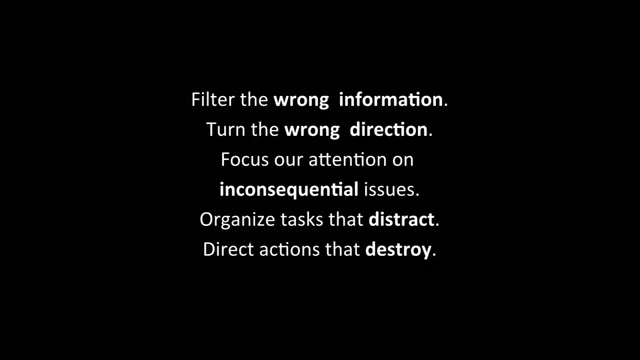 Filter the wrong information.
Turn the wrong direction.
Focus our attention on
inconsequential issues.
Organize tasks that distract.
Direct actions that destroy.